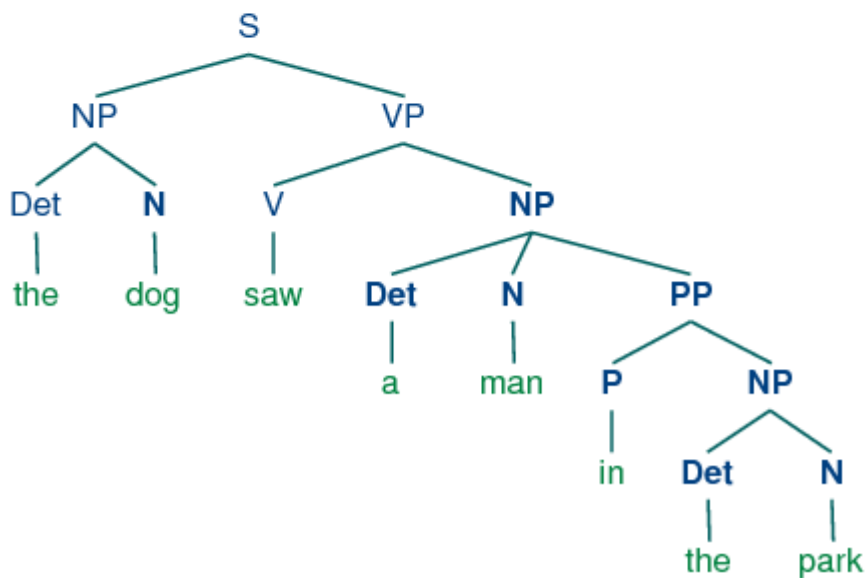 S
NP VP
Det N V NP
the dog saw Det N PP
a man P NP
in Det N
the park